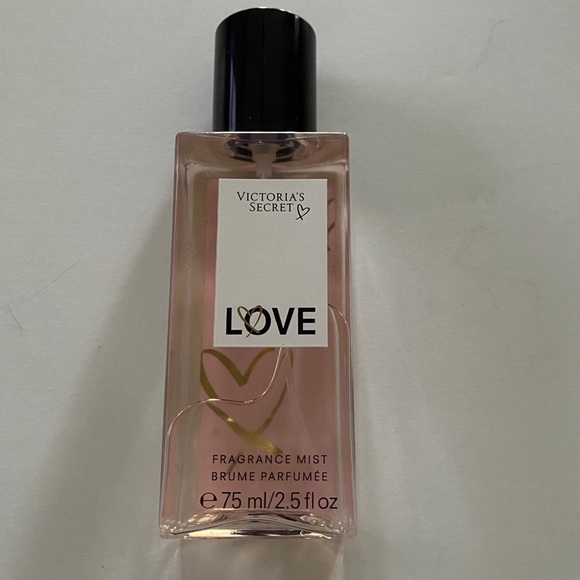 VICTORIA'S
SECRET
LOVE
FRAGRANCE MIST
BRUME PARFUMÉE
℮ 75 ml/2.5 fl oz